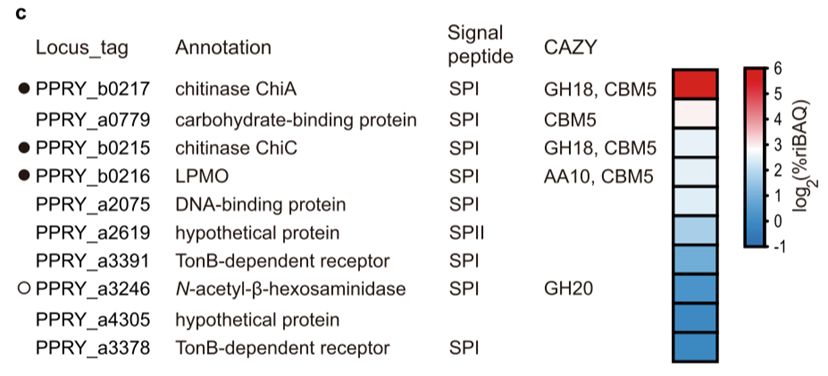 c
Locus_tag Annotation Signal peptide CAZY
● PPRY_b0217 chitinase ChiA SPI GH18, CBM5
PPRY_a0779 carbohydrate-binding protein SPI CBM5
● PPRY_b0215 chitinase ChiC SPI GH18, CBM5
● PPRY_b0216 LPMO SPI AA10, CBM5
PPRY_a2075 DNA-binding protein SPI
PPRY_a2619 hypothetical protein SPII
PPRY_a3391 TonB-dependent receptor SPI
○ PPRY_a3246 N-acetyl-β-hexosaminidase SPI GH20
PPRY_a4305 hypothetical protein
PPRY_a3378 TonB-dependent receptor SPI
6
5
4
3
2
1
0
-1
log2(%riBAQ)